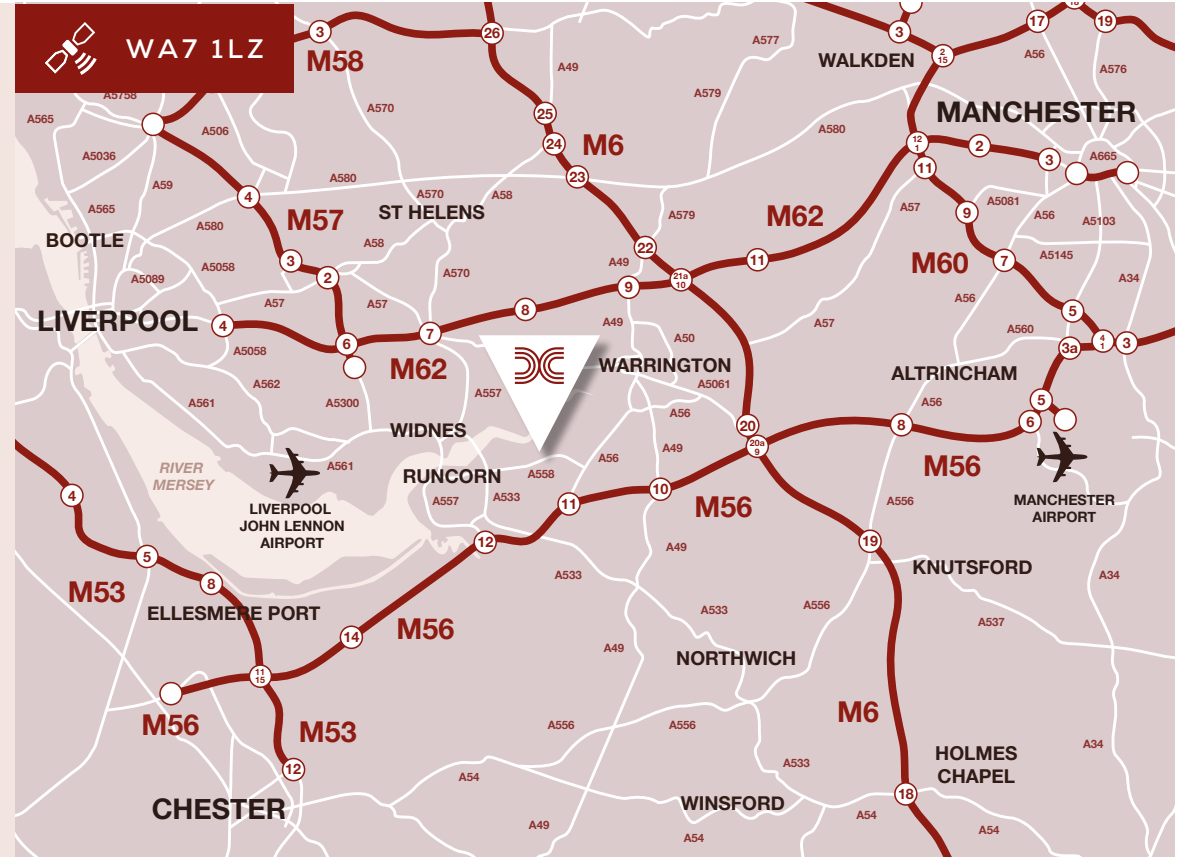 WA7 1LZ
3
M58
26
A577
3
WALKDEN
2
15
17
18
19
A56
A576
A49
A579
A5758
A565
A506
A570
25
24
M6
23
A580
MANCHESTER
12
1
2
3
A665
11
A5036
A59
A580
A570
A58
4
A565
ST HELENS
M57
A579
M62
A57
9
A5081
A56
A5103
BOOTLE
A580
A58
22
11
M60
7
A5145
A34
3
A5058
2
A570
A49
21a
10
A5089
A57
A57
8
9
A56
LIVERPOOL
4
6
7
A49
A50
A57
5
A560
4
1
3
3a
A5058
M62
A557
WARRINGTON
A5061
ALTRINCHAM
A562
A561
A5300
A56
A56
5
6
WIDNES
20
20a
9
8
A49
M56
RIVER
MERSEY
A561
RUNCORN
A558
A56
LIVERPOOL
JOHN LENNON
AIRPORT
A557
A533
11
10
M56
A556
MANCHESTER
AIRPORT
4
5
12
19
A49
KNUTSFORD
M53
8
A533
A34
ELLESMERE PORT
A533
A556
A537
14
M56
A49
NORTHWICH
11
15
M56
M53
A556
A556
M6
12
A533
HOLMES
CHAPEL
A34
A54
CHESTER
WINSFORD
18
A54
A49
A54
A54